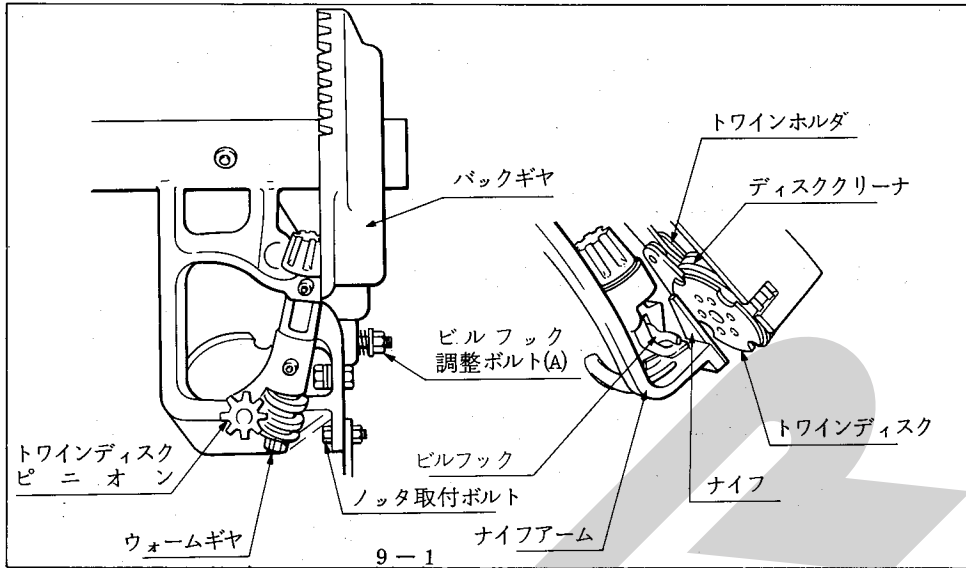 バックギヤ
ビルフック
調整ボルト(A)
トワインディスク
ピニオン
ウォームギヤ
ノッタ取付ボルト
トワインホルダ
ディスククリーナ
トワインディスク
ナイフ
ビルフック
ナイフアーム
9-1